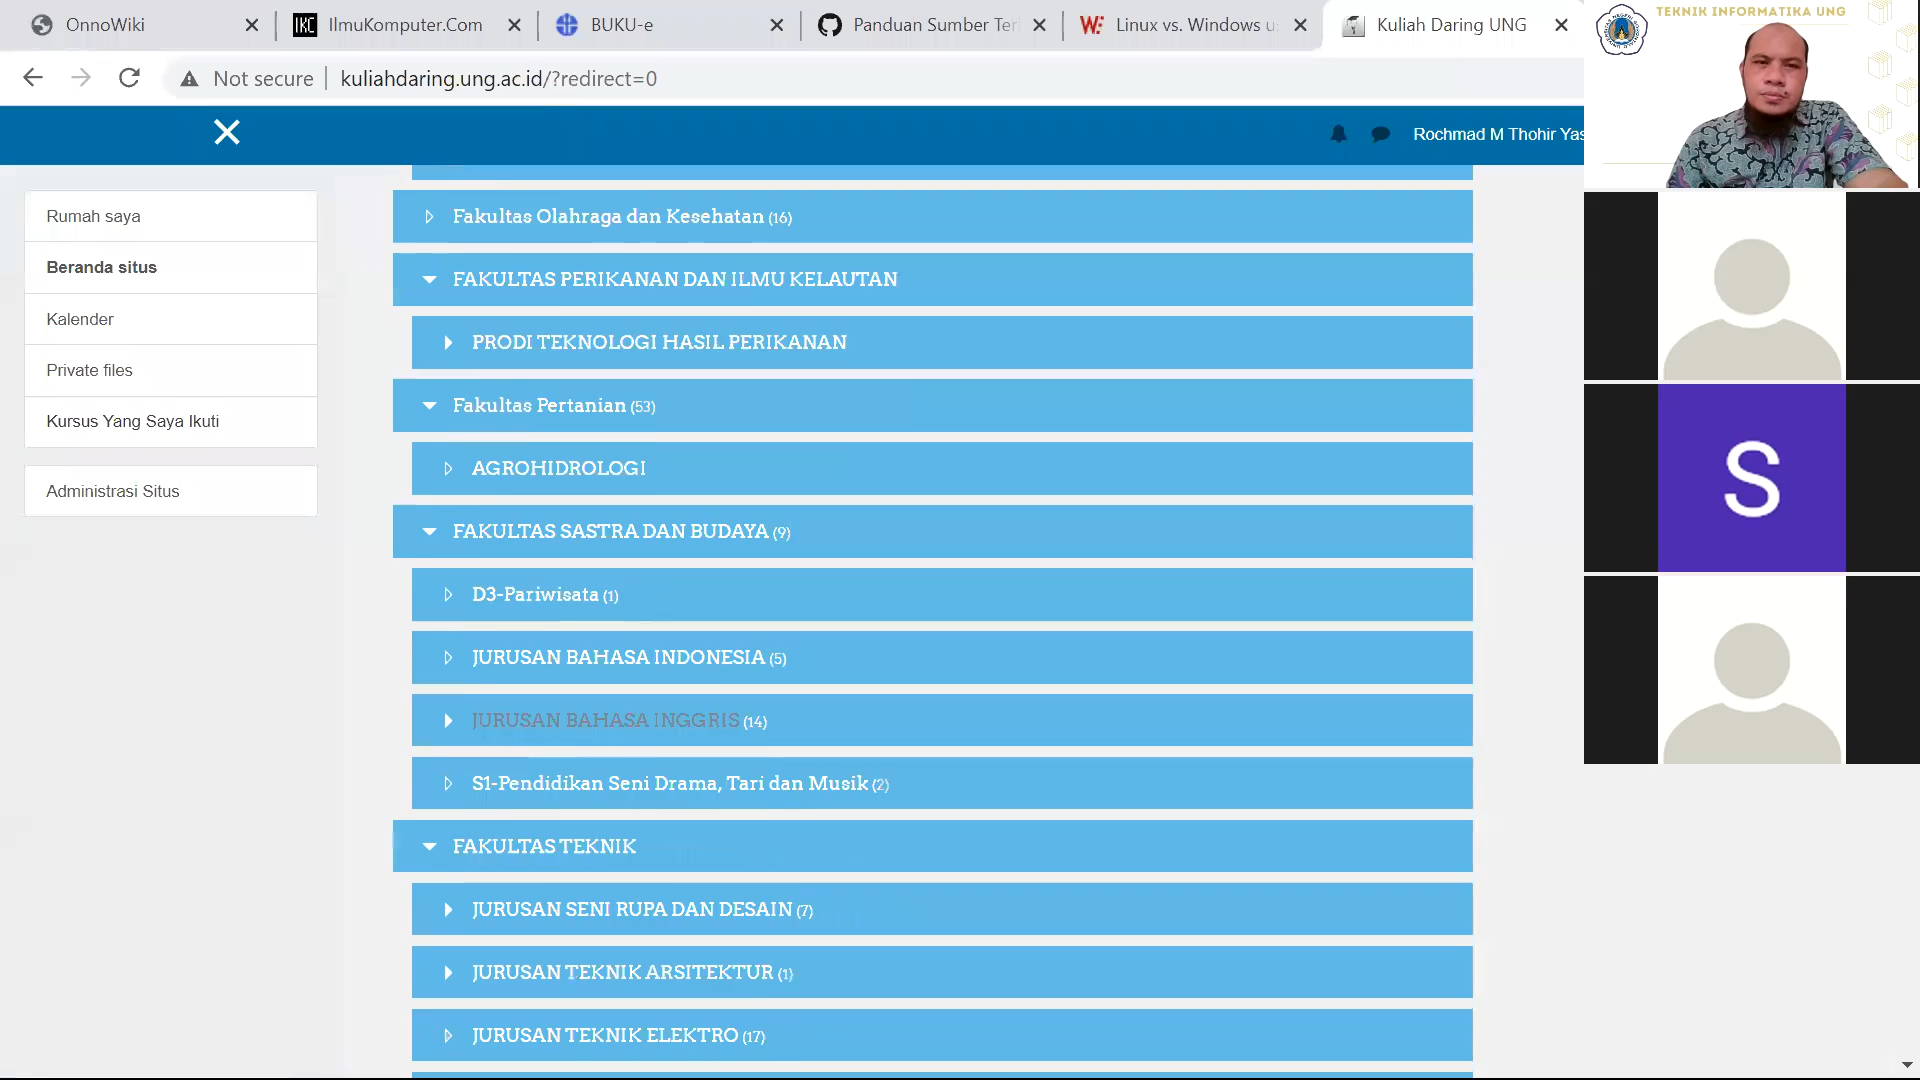 OnnoWiki
IlmuKomputer.Com
BUKU-e
Panduan Sumber Ter
Linux vs. Windows u
Kuliah Daring UNG
Not secure
kuliahdaring.ung.ac.id/?redirect=0
TEKNIK INFORMATIKA UNG
Rochmad M Thohir Yas
Rumah saya
Beranda situs
Kalender
Private files
Kursus Yang Saya Ikuti
Administrasi Situs
Fakultas Olahraga dan Kesehatan (16)
FAKULTAS PERIKANAN DAN ILMU KELAUTAN
PRODI TEKNOLOGI HASIL PERIKANAN
Fakultas Pertanian (53)
AGROHIDROLOGI
FAKULTAS SASTRA DAN BUDAYA (9)
D3-Pariwisata (1)
JURUSAN BAHASA INDONESIA (5)
JURUSAN BAHASA INGGRIS (14)
S1-Pendidikan Seni Drama, Tari dan Musik (2)
FAKULTAS TEKNIK
JURUSAN SENI RUPA DAN DESAIN (7)
JURUSAN TEKNIK ARSITEKTUR (1)
JURUSAN TEKNIK ELEKTRO (17)
S